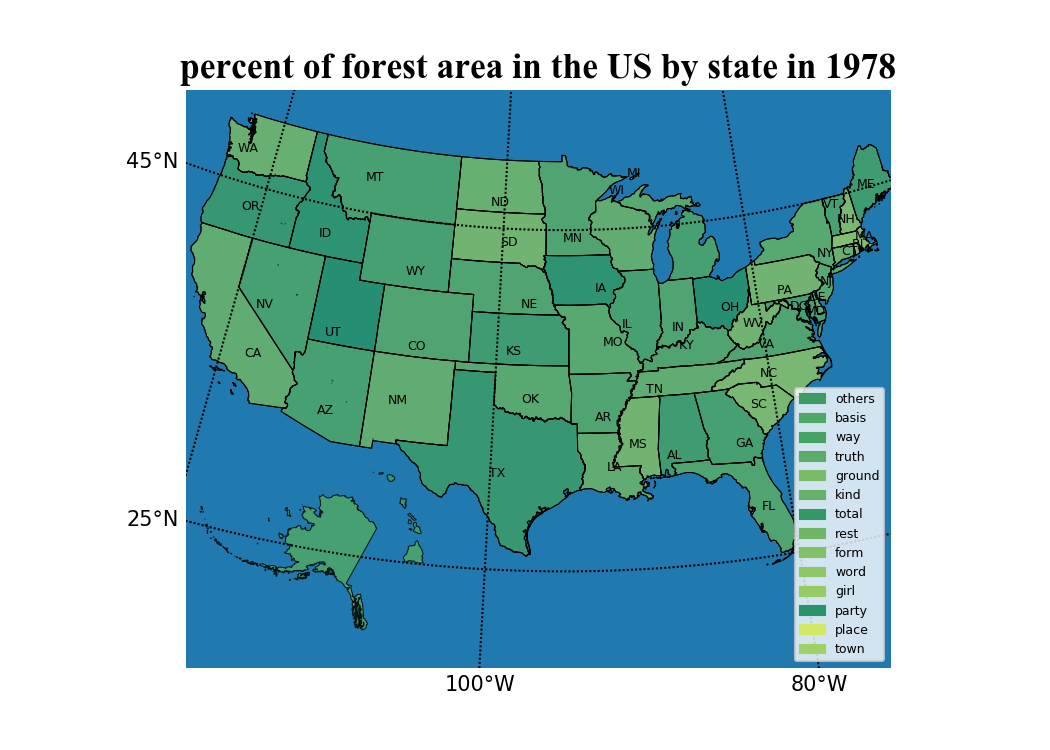 percent of forest area in the US by state in 1978
45°N
25°N
100°W
80°W
WA
MT
ND
MI
WI
ME
VT
NH
OR
ID
SD
MN
MA
RI
CT
NY
WY
NV
UT
NE
IA
PA
NJ
DE
DC
MD
OH
CO
KS
MO
IL
IN
KY
WV
VA
CA
AZ
NM
OK
AR
TN
NC
SC
MS
AL
GA
LA
TX
FL
others
basis
way
truth
ground
kind
total
rest
form
word
girl
party
place
town